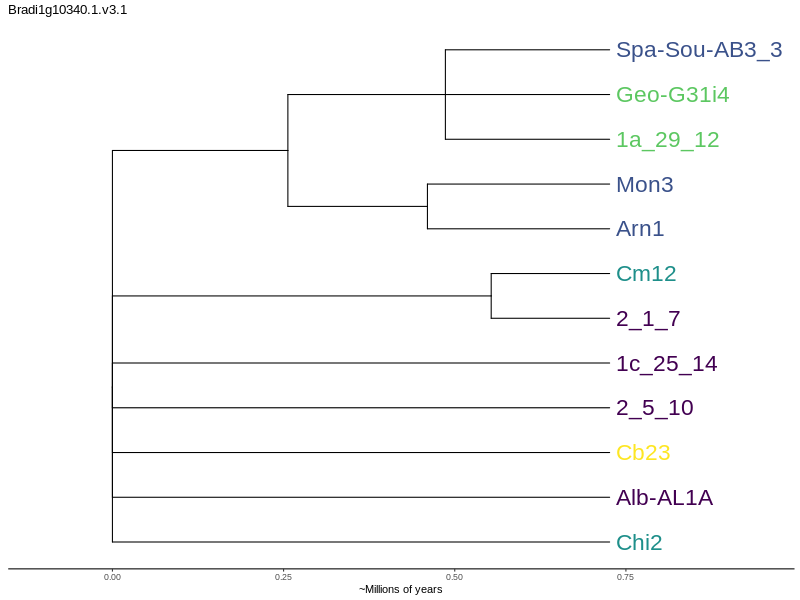 Bradi1g10340.1.v3.1
Spa-Sou-AB3_3
Geo-G31i4
1a_29_12
Mon3
Arn1
Cm12
2_1_7
1c_25_14
2_5_10
Cb23
Alb-AL1A
Chi2
0.00 0.25 0.50 0.75
~Millions of years